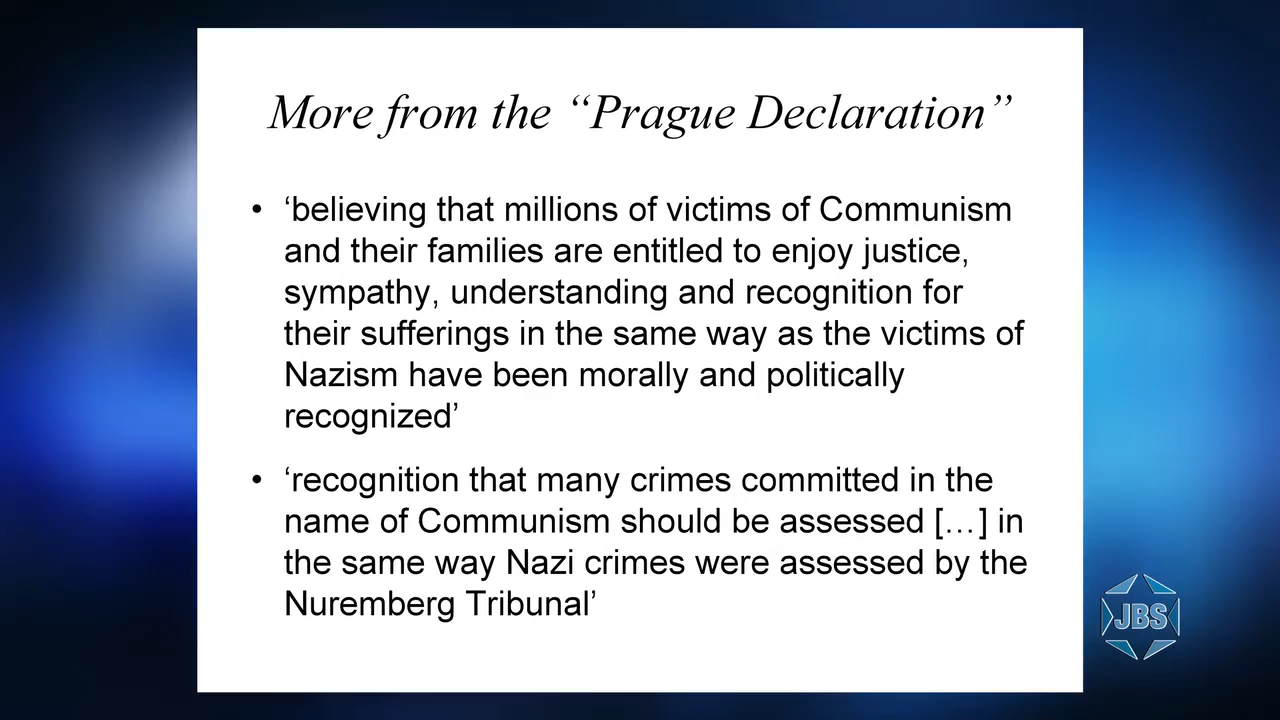 More from the “Prague Declaration”
• ‘believing that millions of victims of Communism
and their families are entitled to enjoy justice,
sympathy, understanding and recognition for
their sufferings in the same way as the victims of
Nazism have been morally and politically
recognized’
• ‘recognition that many crimes committed in the
name of Communism should be assessed […] in
the same way Nazi crimes were assessed by the
Nuremberg Tribunal’
JBS